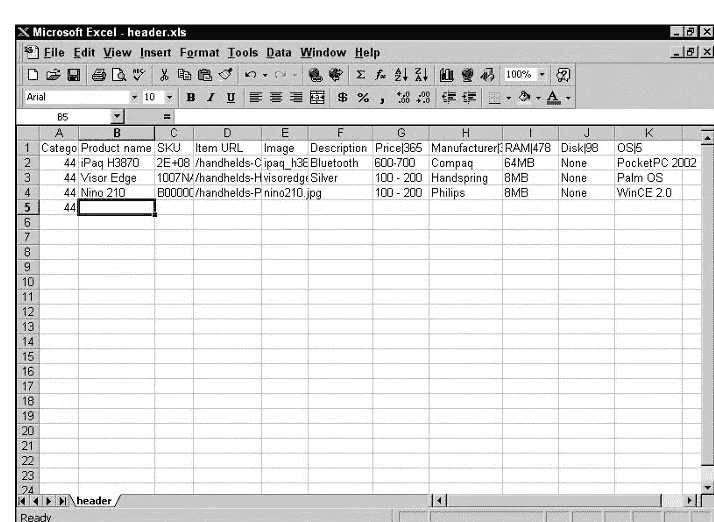 Microsoft Excel - header.xls
File Edit View Insert Format Tools Data Window Help
100%
Arial 10 B I U $ % ,
B5 =
A B C D E F G H I J K
1 Catego Product name SKU Item URL Image Description Price|365 Manufacturer|3 RAM|478 Disk|98 OS|5
2 44 iPaq H3870 2E+08 /handhelds-C ipaq_h38 Bluetooth 600-700 Compaq 64MB None PocketPC 2002
3 44 Visor Edge 1007NA /handhelds-H visoredge Silver 100 - 200 Handspring 8MB None Palm OS
4 44 Nino 210 B00000 /handhelds-P nino210.jpg 100 - 200 Philips 8MB None WinCE 2.0
5 44
6
7
8
9
10
11
12
13
14
15
16
17
18
19
20
21
22
23
24
header
Ready